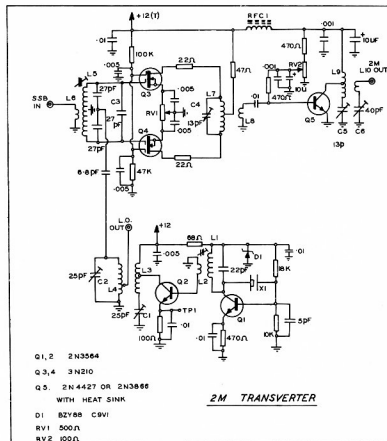 +12(T)
RFC1
.01
.001
+
10uF
100K
470Ω
2M
L10 OUT
.005
22Ω
47Ω
L9
L5
Q3
.001
+
RV2
10u
SSB
IN
L6
27pF
C3
27
pF
27pF
RV1
.005
.005
C4
13pF
L7
.01
470Ω
L8
Q5
C5
C6
40pF
13p
Q4
22Ω
47K
.005
6·8pF
L.O.
OUT
+12
68Ω
L1
.005
D1
.01
25pF
C2
L4
L3
Q2
L2
22pF
18K
X1
25pF
C1
TP1
Q1
100Ω
.01
.01
470Ω
10K
5pF
Q1,2 2N3564
Q3,4 3N210
Q5. 2N4427 OR 2N3866
WITH HEAT SINK
D1 BZY88 C9V1
RV1 500Ω
RV2 100Ω
2M TRANSVERTER